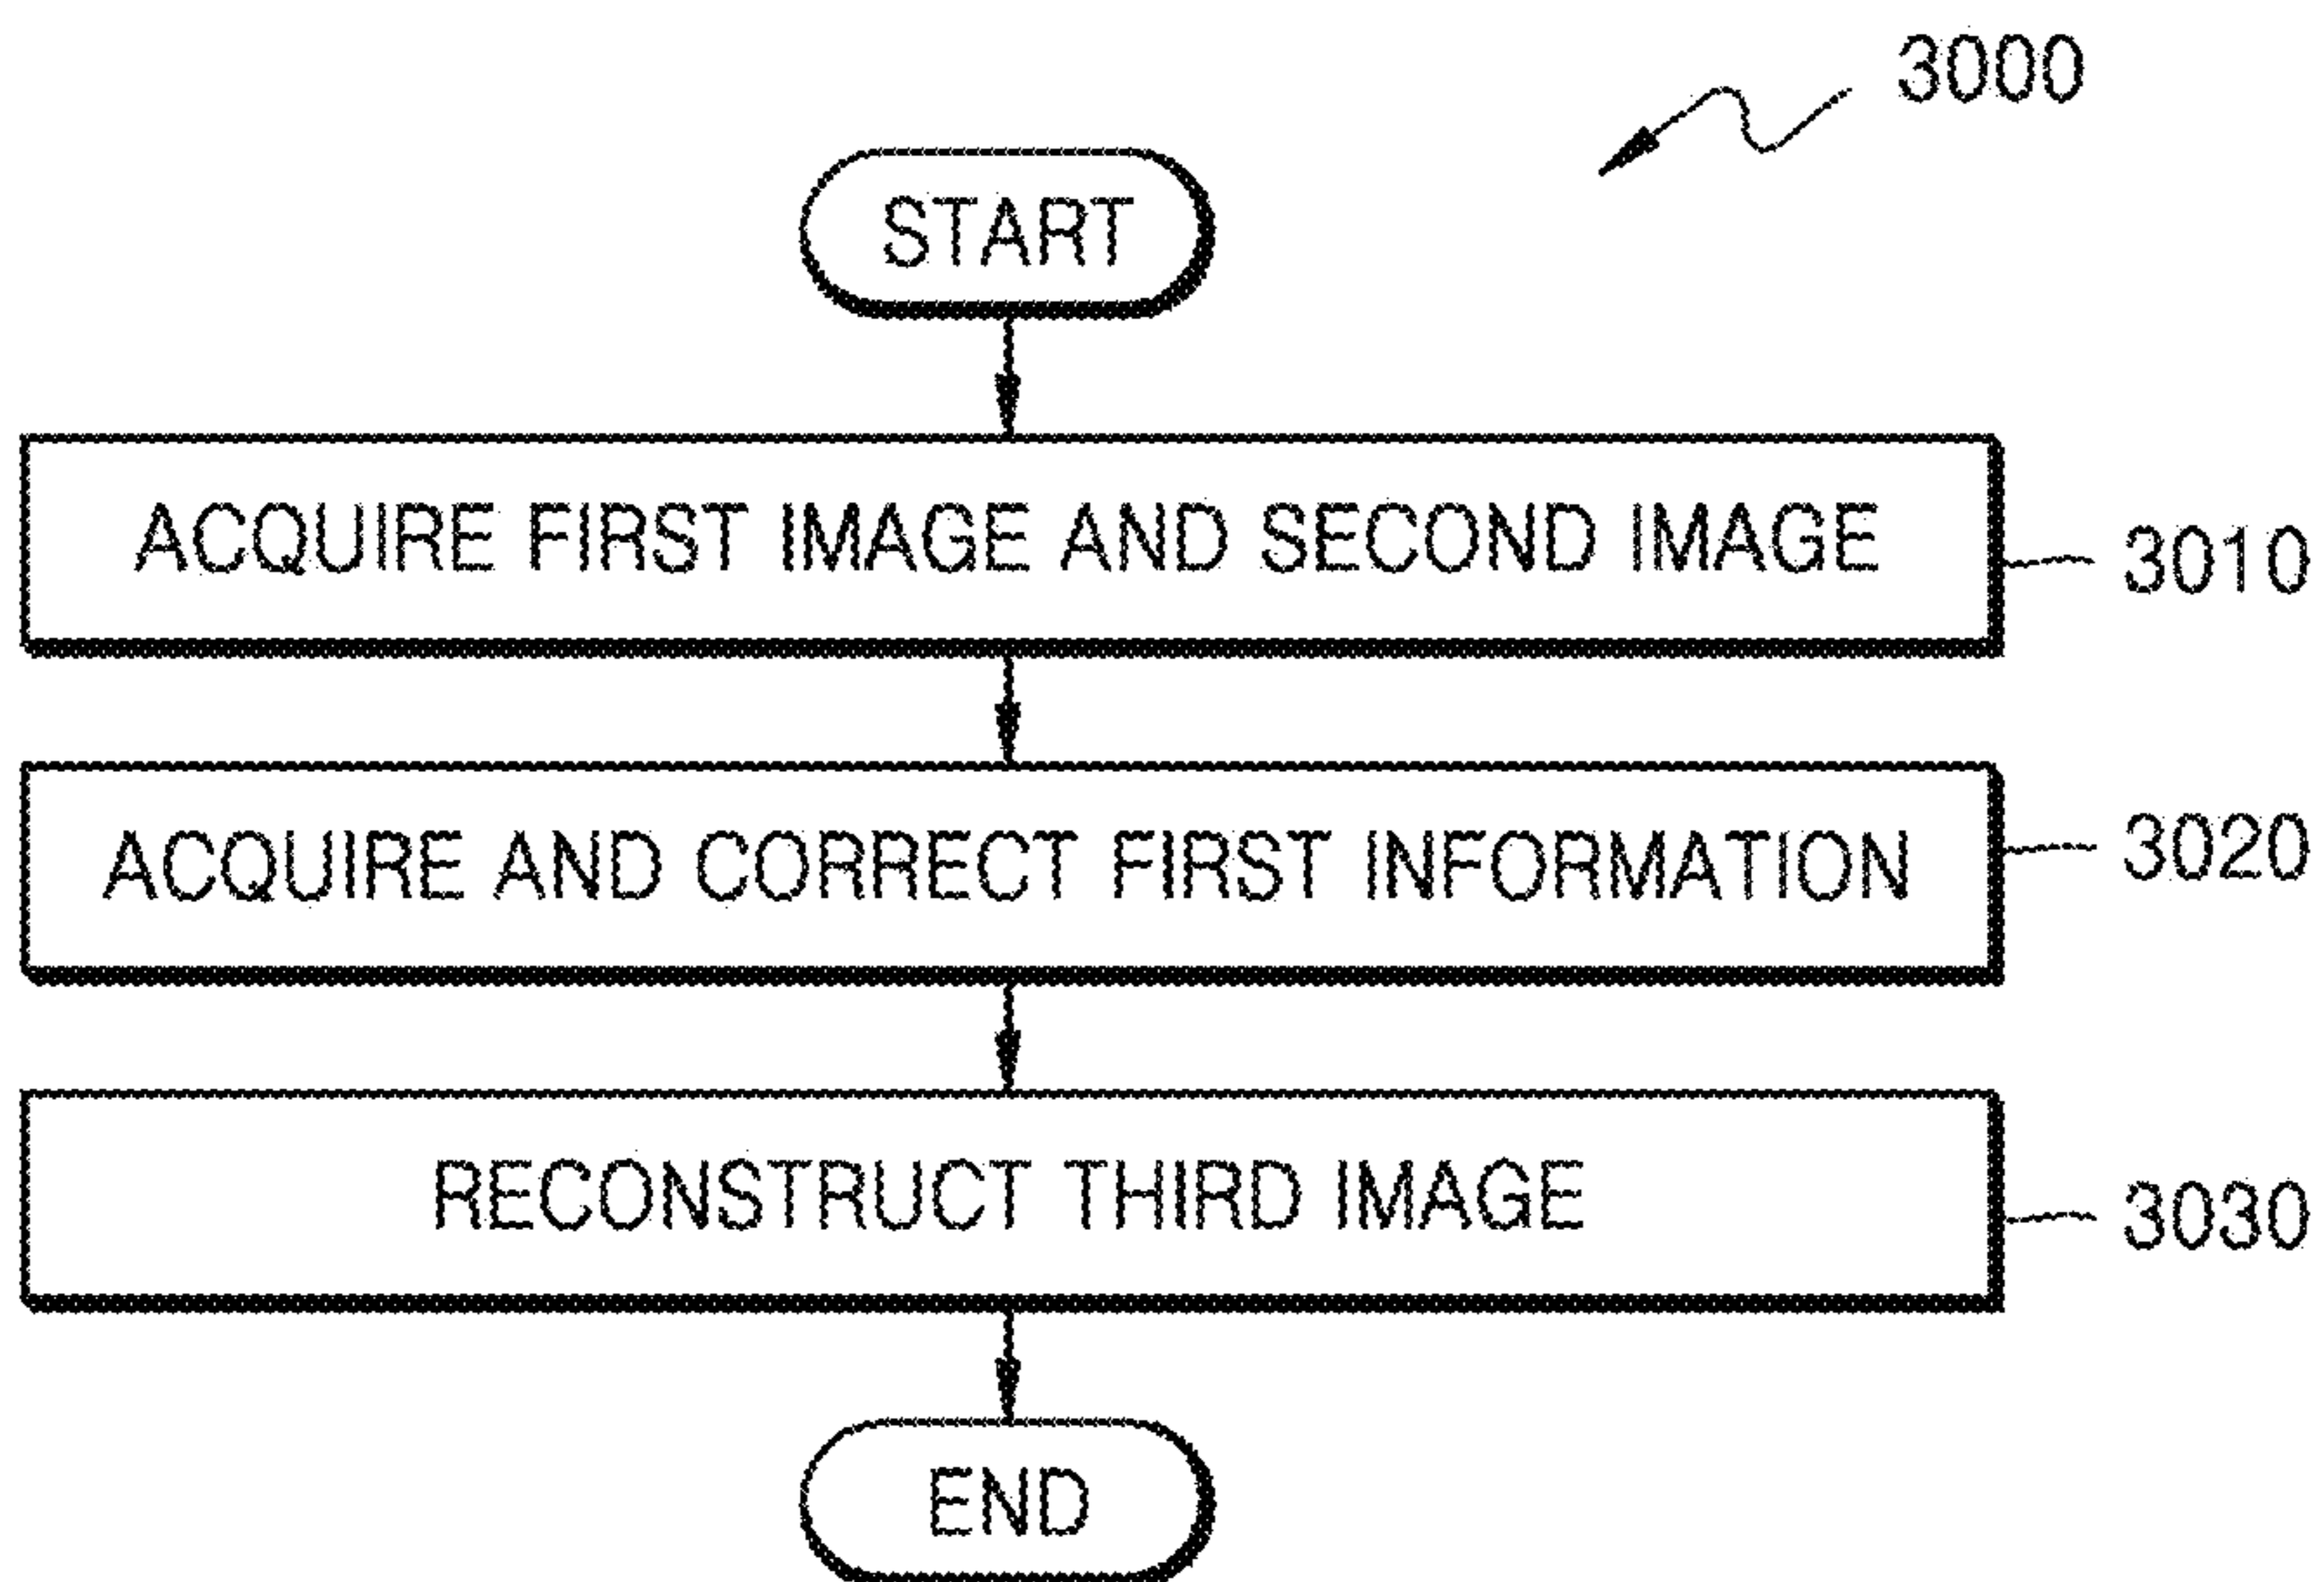 3000
START
ACQUIRE FIRST IMAGE AND SECOND IMAGE
3010
ACQUIRE AND CORRECT FIRST INFORMATION
3020
RECONSTRUCT THIRD IMAGE
3030
END